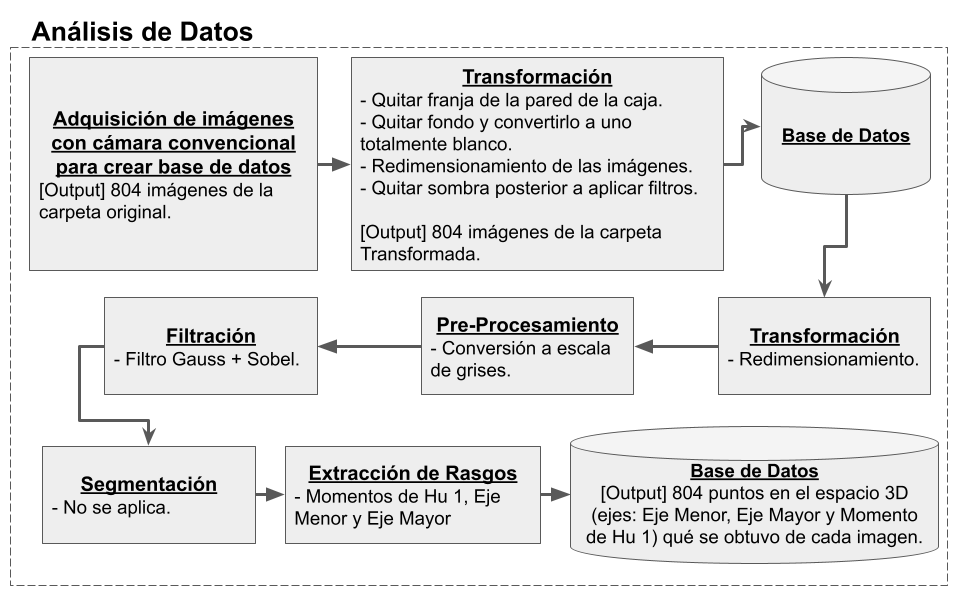 Análisis de Datos
Adquisición de imágenes
con cámara convencional
para crear base de datos
[Output] 804 imágenes de la
carpeta original.
Transformación
- Quitar franja de la pared de la caja.
- Quitar fondo y convertirlo a uno
totalmente blanco.
- Redimensionamiento de las imágenes.
- Quitar sombra posterior a aplicar filtros.
[Output] 804 imágenes de la carpeta
Transformada.
Base de Datos
Transformación
- Redimensionamiento.
Pre-Procesamiento
- Conversión a escala
de grises.
Filtración
- Filtro Gauss + Sobel.
Segmentación
- No se aplica.
Extracción de Rasgos
- Momentos de Hu 1, Eje
Menor y Eje Mayor
Base de Datos
[Output] 804 puntos en el espacio 3D
(ejes: Eje Menor, Eje Mayor y Momento
de Hu 1) qué se obtuvo de cada imagen.